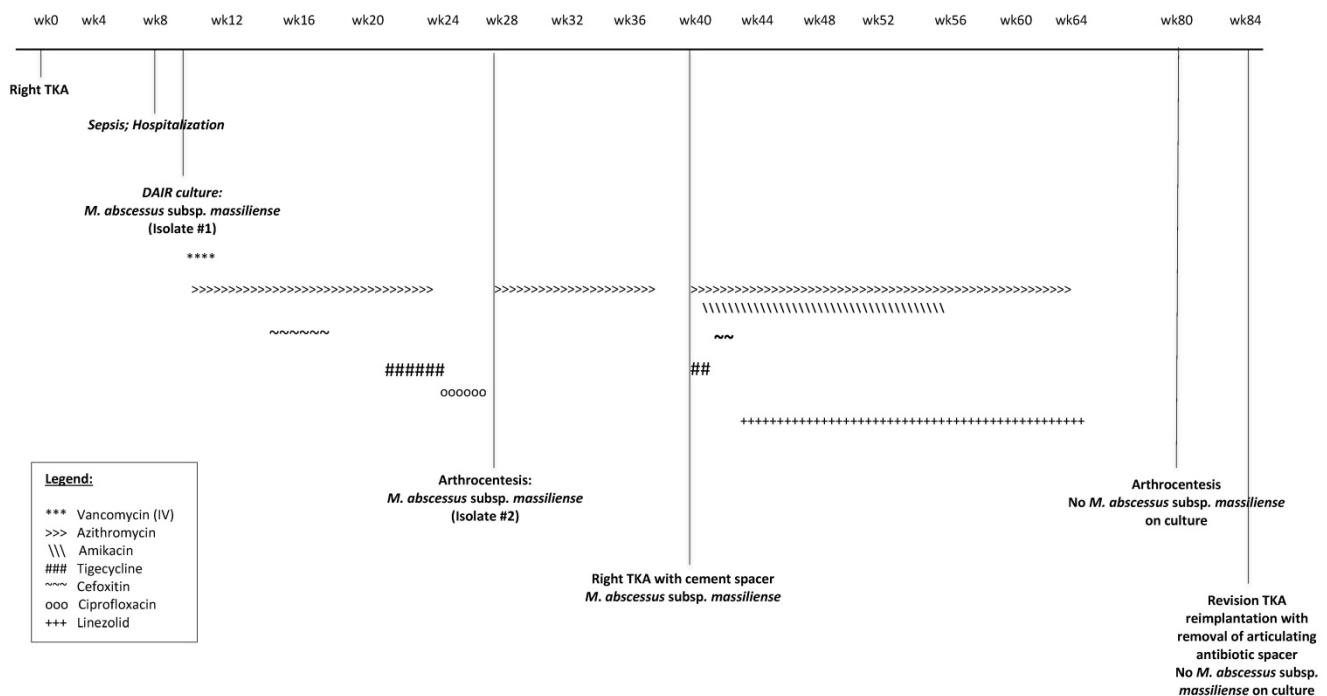 wk0 wk4 wk8 wk12 wk16 wk20 wk24 wk28 wk32 wk36 wk40 wk44 wk48 wk52 wk56 wk60 wk64 wk80 wk84
Right TKA
Sepsis; Hospitalization
DAIR culture:
M. abscessus subsp. massiliense
(Isolate #1)
****
>>>>>>>>>>>>>>>>>>>>>>>>>>>>>>>>> >>>>>>>>>>>>>>>>>>>>>> >>>>>>>>>>>>>>>>>>>>>>>>>>>>>>>>>>>>>>>>>>>>>>>>>>>>
\\\\\\\\\\\\\\\\\\\\\\\\\\\\\\\\\\\\\\
~~~~~~ ~~
###### ##
oooooo
+++++++++++++++++++++++++++++++++++++++++++++++
Arthrocentesis:
M. abscessus subsp. massiliense
(Isolate #2)
Right TKA with cement spacer
M. abscessus subsp. massiliense
Arthrocentesis
No M. abscessus subsp. massiliense
on culture
Revision TKA
reimplantation with
removal of articulating
antibiotic spacer
No M. abscessus subsp.
massiliense on culture
Legend:
*** Vancomycin (IV)
>>> Azithromycin
\\\ Amikacin
### Tigecycline
~~~ Cefoxitin
ooo Ciprofloxacin
+++ Linezolid